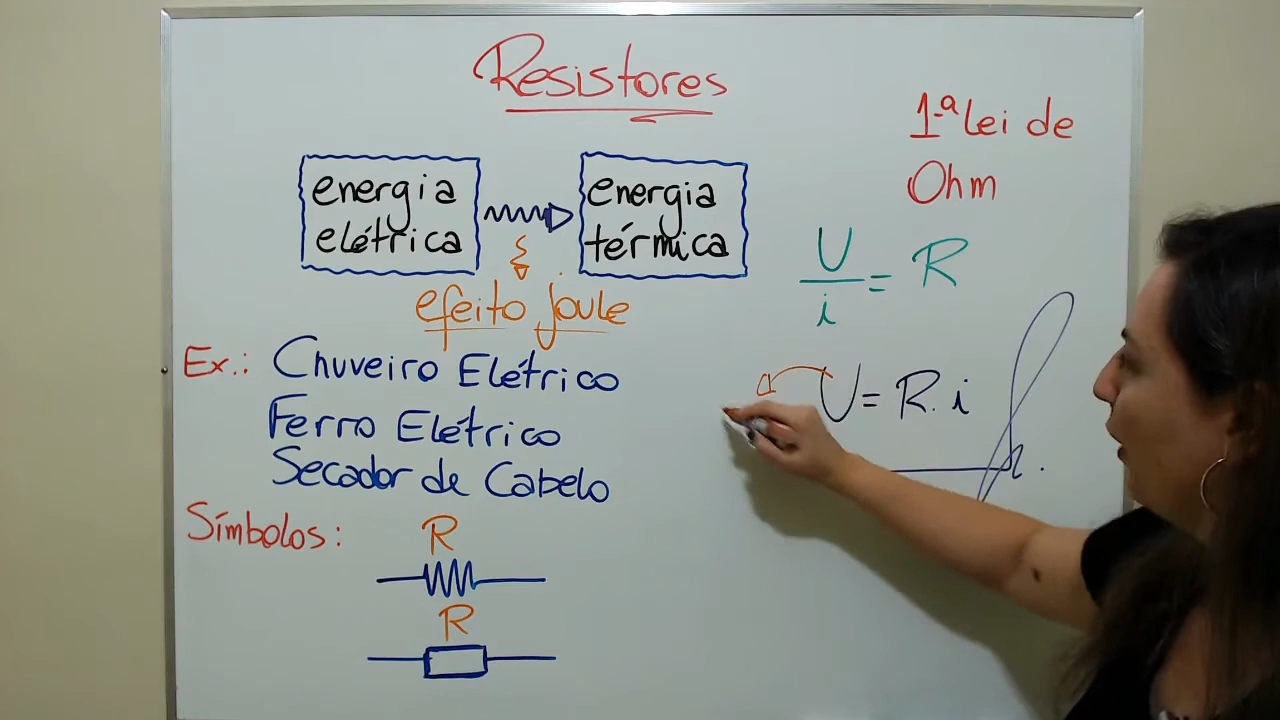 Resistores
1ª Lei de
Ohm
energia
elétrica
energia
térmica
efeito Joule
U
i
= R
Ex.: Chuveiro Elétrico
Ferro Elétrico
Secador de Cabelo
U = R. i
Símbolos:
R
R